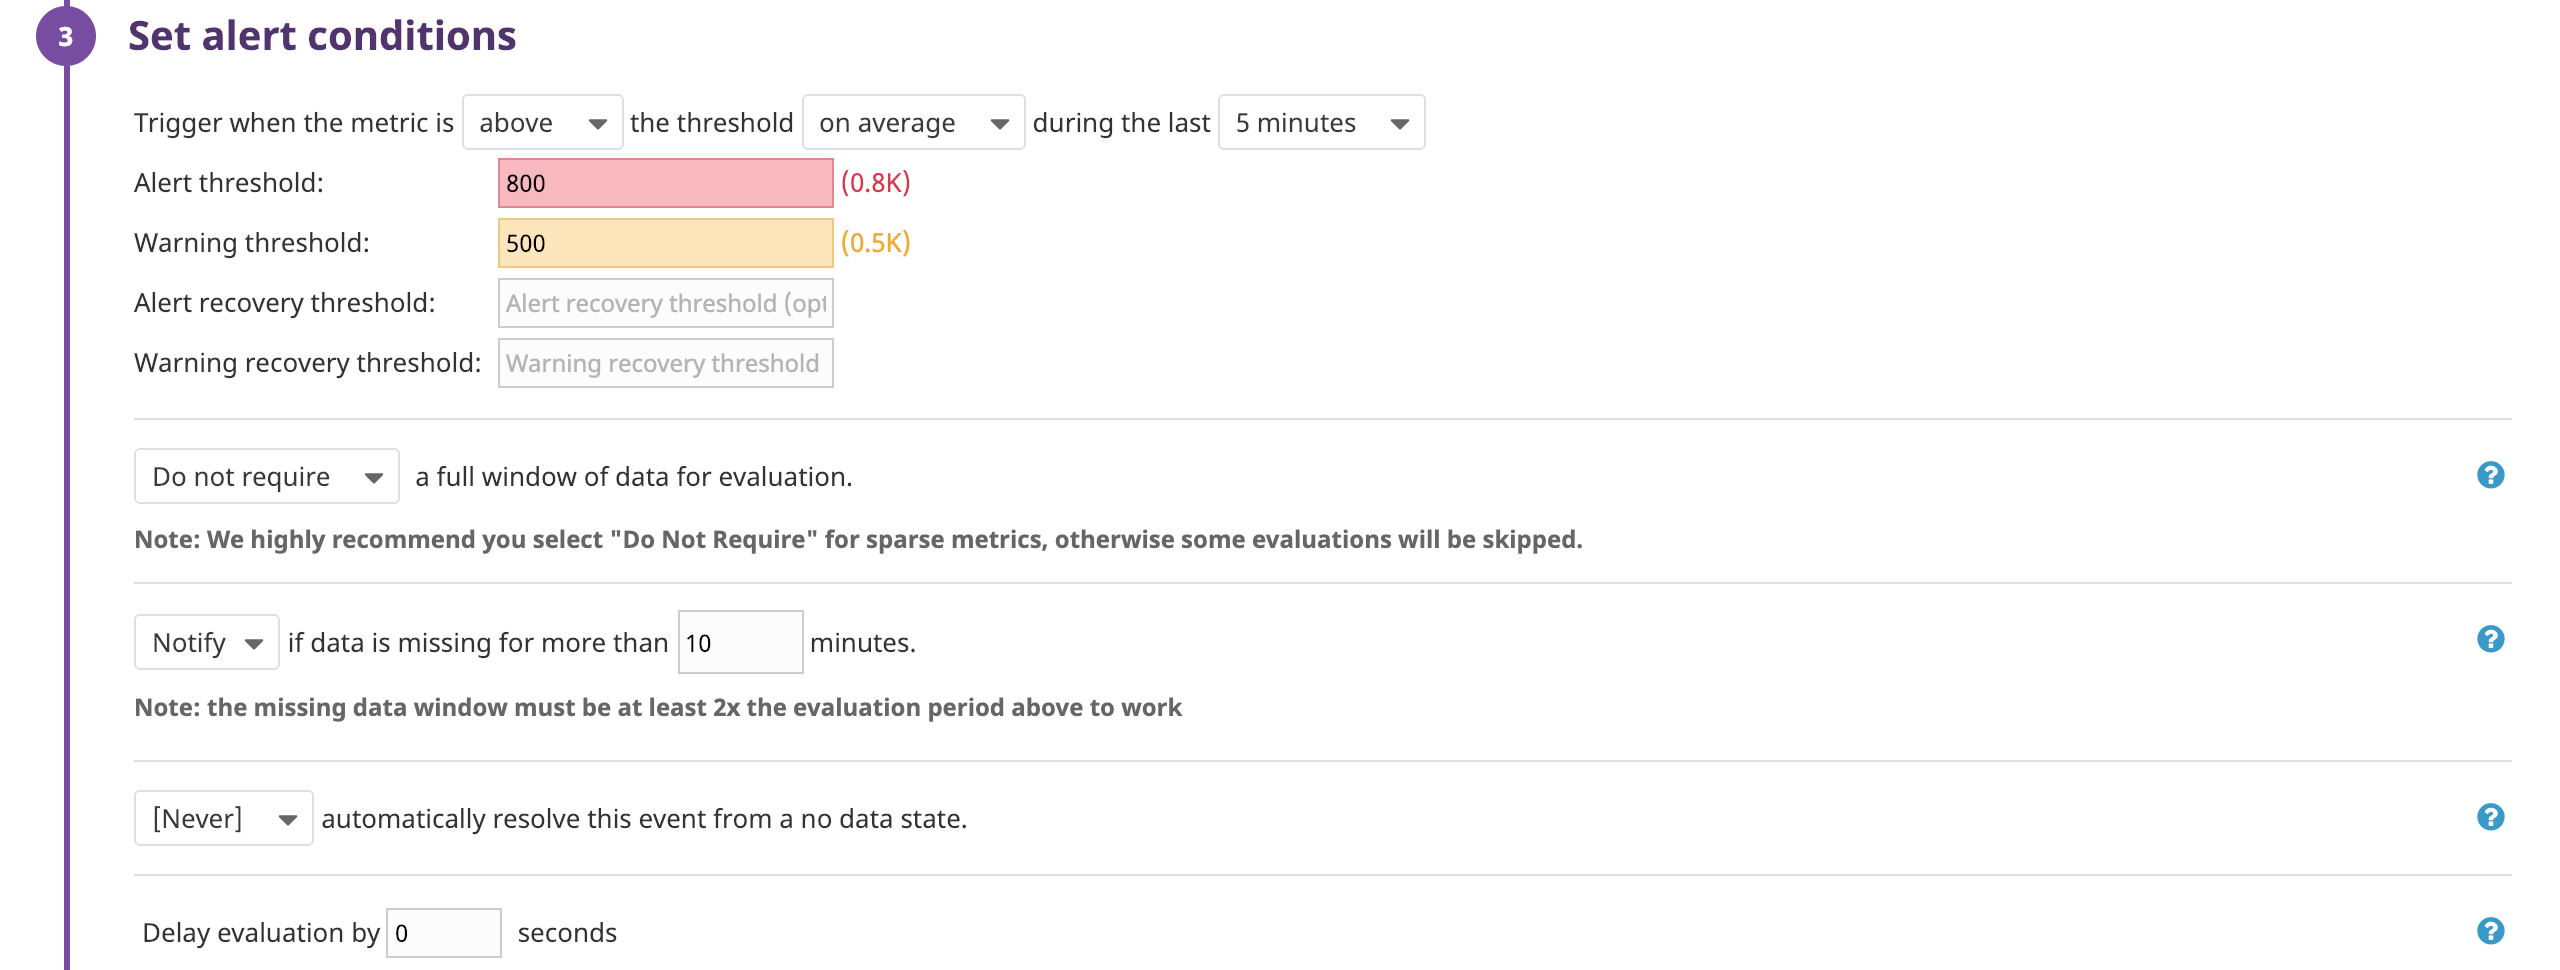 3 Set alert conditions
Trigger when the metric is above the threshold on average during the last 5 minutes
Alert threshold: 800 (0.8K)
Warning threshold: 500 (0.5K)
Alert recovery threshold: Alert recovery threshold (opt
Warning recovery threshold: Warning recovery threshold
Do not require a full window of data for evaluation. ?
Note: We highly recommend you select "Do Not Require" for sparse metrics, otherwise some evaluations will be skipped.
Notify if data is missing for more than 10 minutes. ?
Note: the missing data window must be at least 2x the evaluation period above to work
[Never] automatically resolve this event from a no data state. ?
Delay evaluation by 0 seconds ?